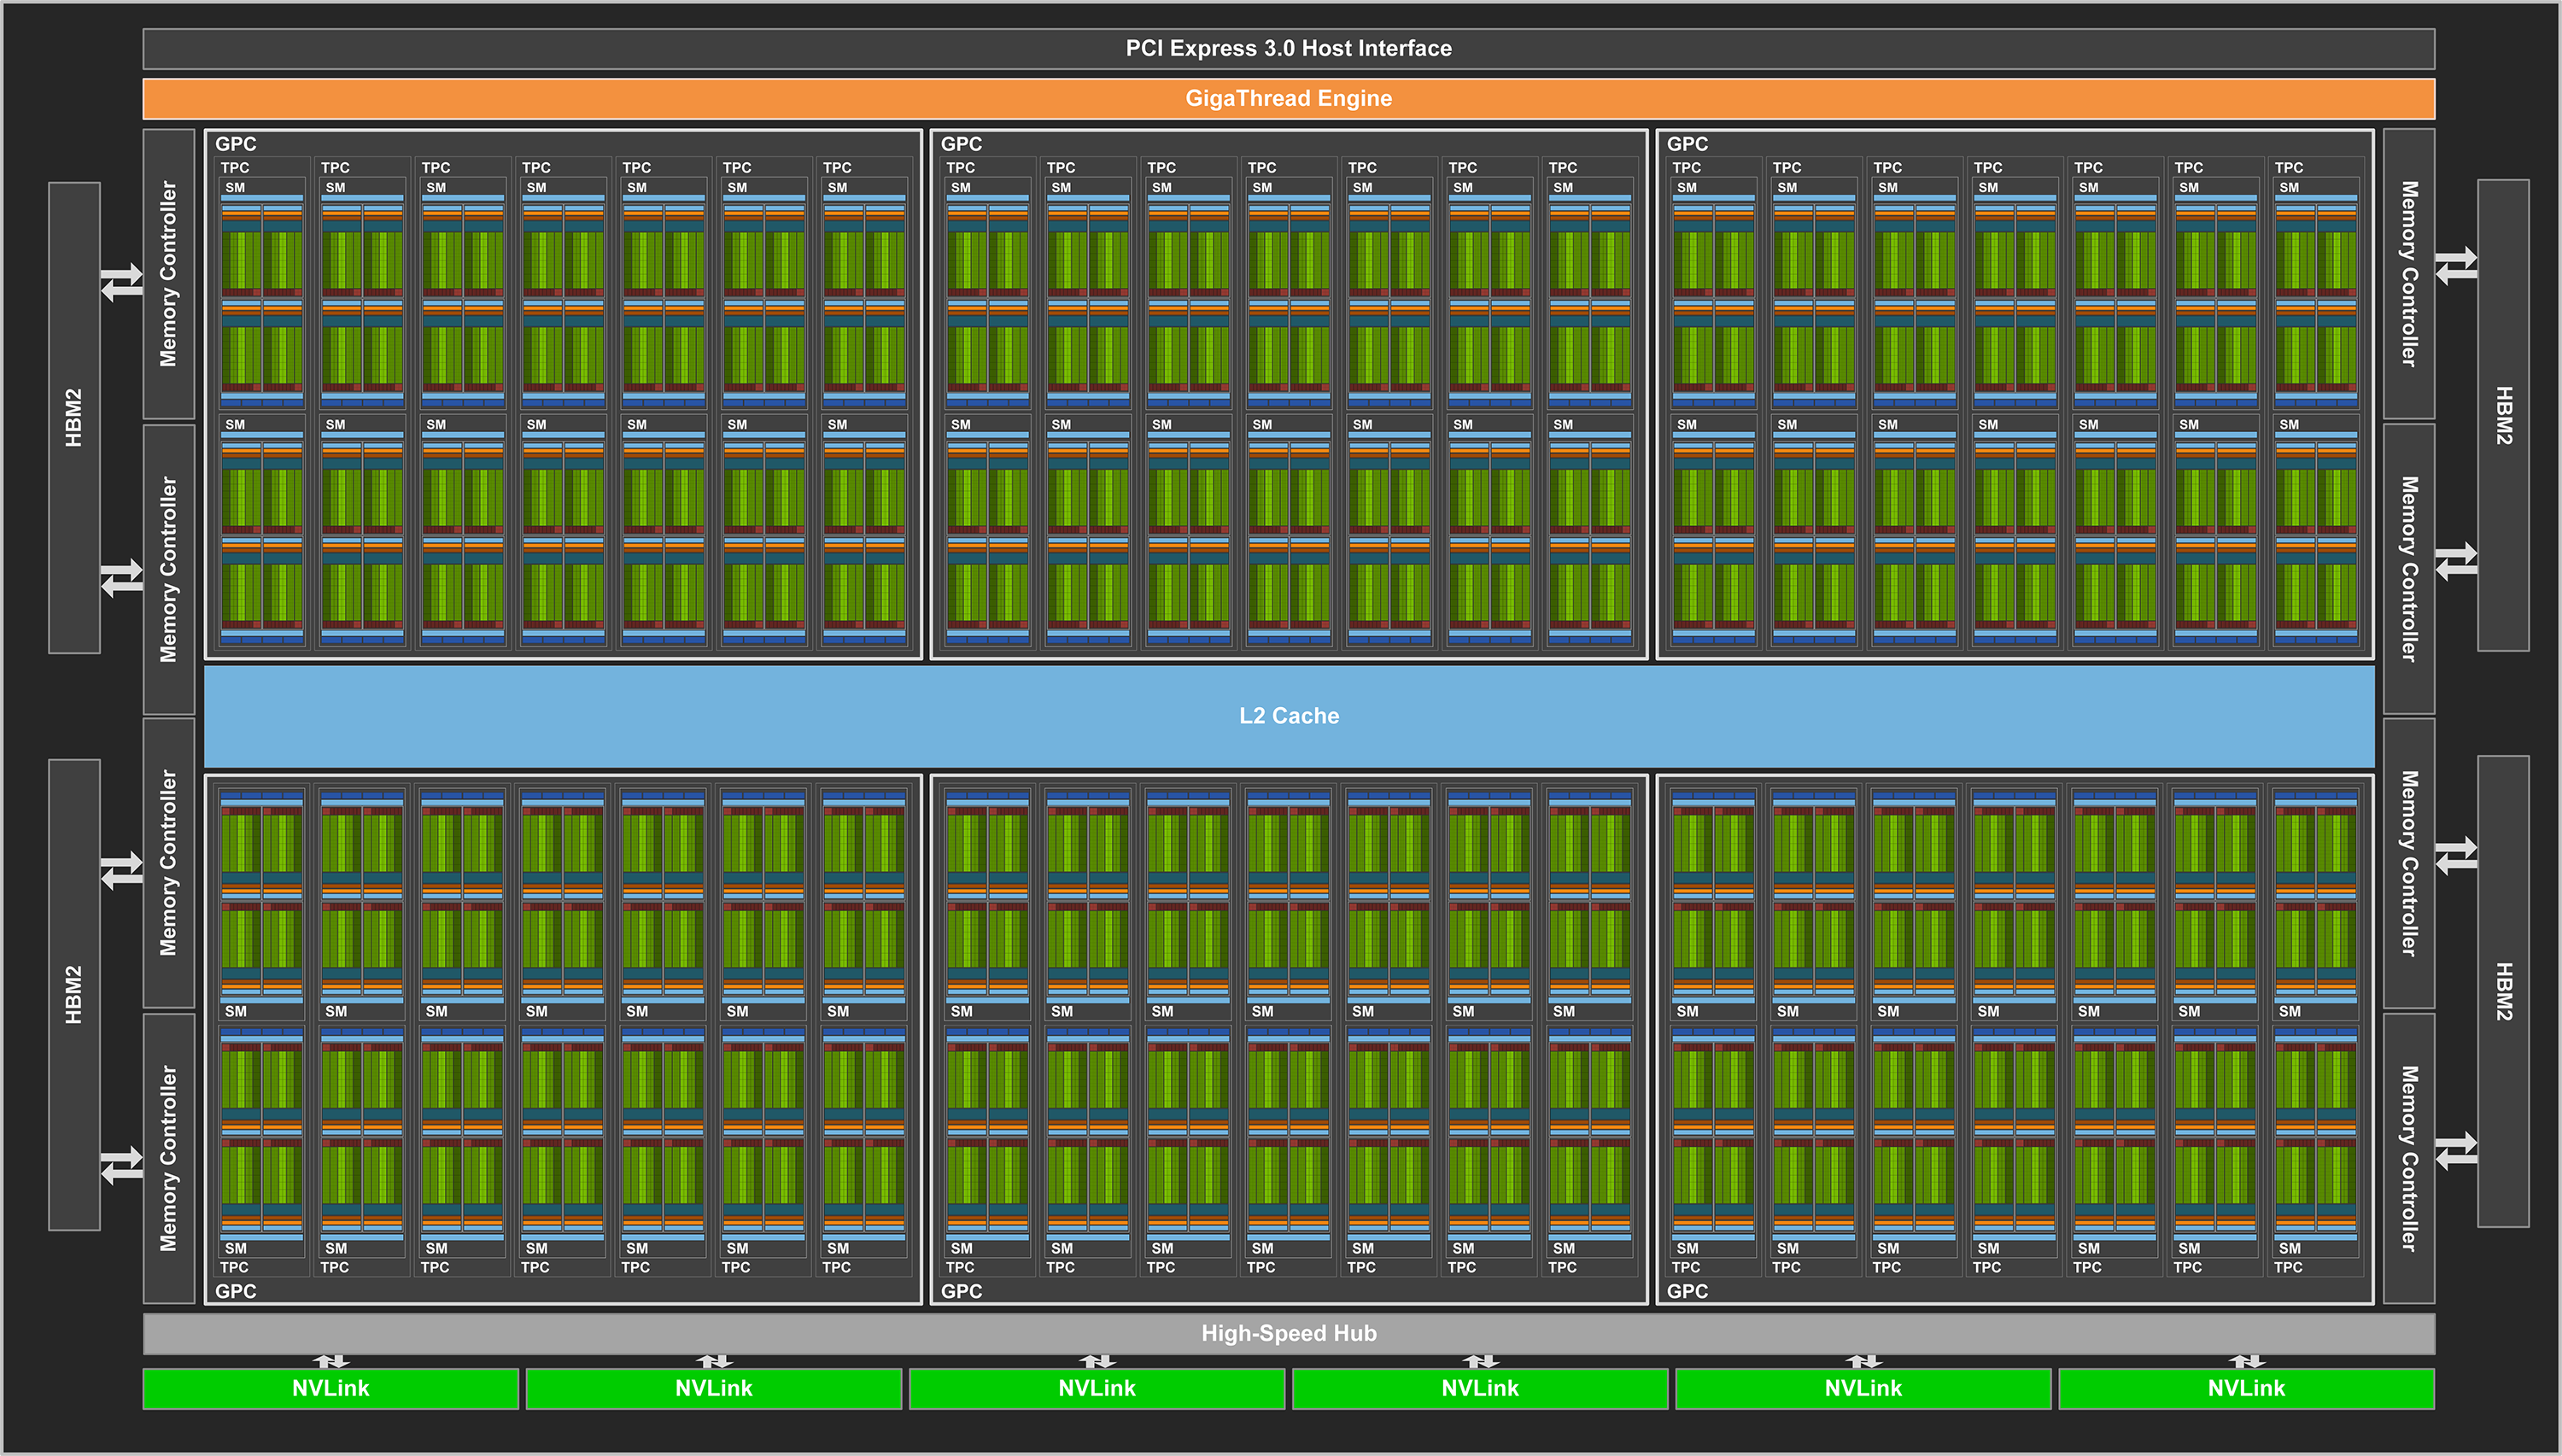 PCI Express 3.0 Host Interface
GigaThread Engine
GPC GPC GPC
TPC TPC TPC TPC TPC TPC TPC TPC TPC TPC TPC TPC TPC TPC TPC TPC TPC TPC TPC TPC TPC
SM SM SM SM SM SM SM SM SM SM SM SM SM SM SM SM SM SM SM SM SM
Memory Controller
Memory Controller
HBM2
HBM2
SM SM SM SM SM SM SM SM SM SM SM SM SM SM SM SM SM SM SM SM SM
Memory Controller
Memory Controller
L2 Cache
Memory Controller
Memory Controller
HBM2
HBM2
SM SM SM SM SM SM SM SM SM SM SM SM SM SM SM SM SM SM SM SM SM
Memory Controller
Memory Controller
SM SM SM SM SM SM SM SM SM SM SM SM SM SM SM SM SM SM SM SM SM
TPC TPC TPC TPC TPC TPC TPC TPC TPC TPC TPC TPC TPC TPC TPC TPC TPC TPC TPC TPC TPC
GPC GPC GPC
High-Speed Hub
NVLink NVLink NVLink NVLink NVLink NVLink